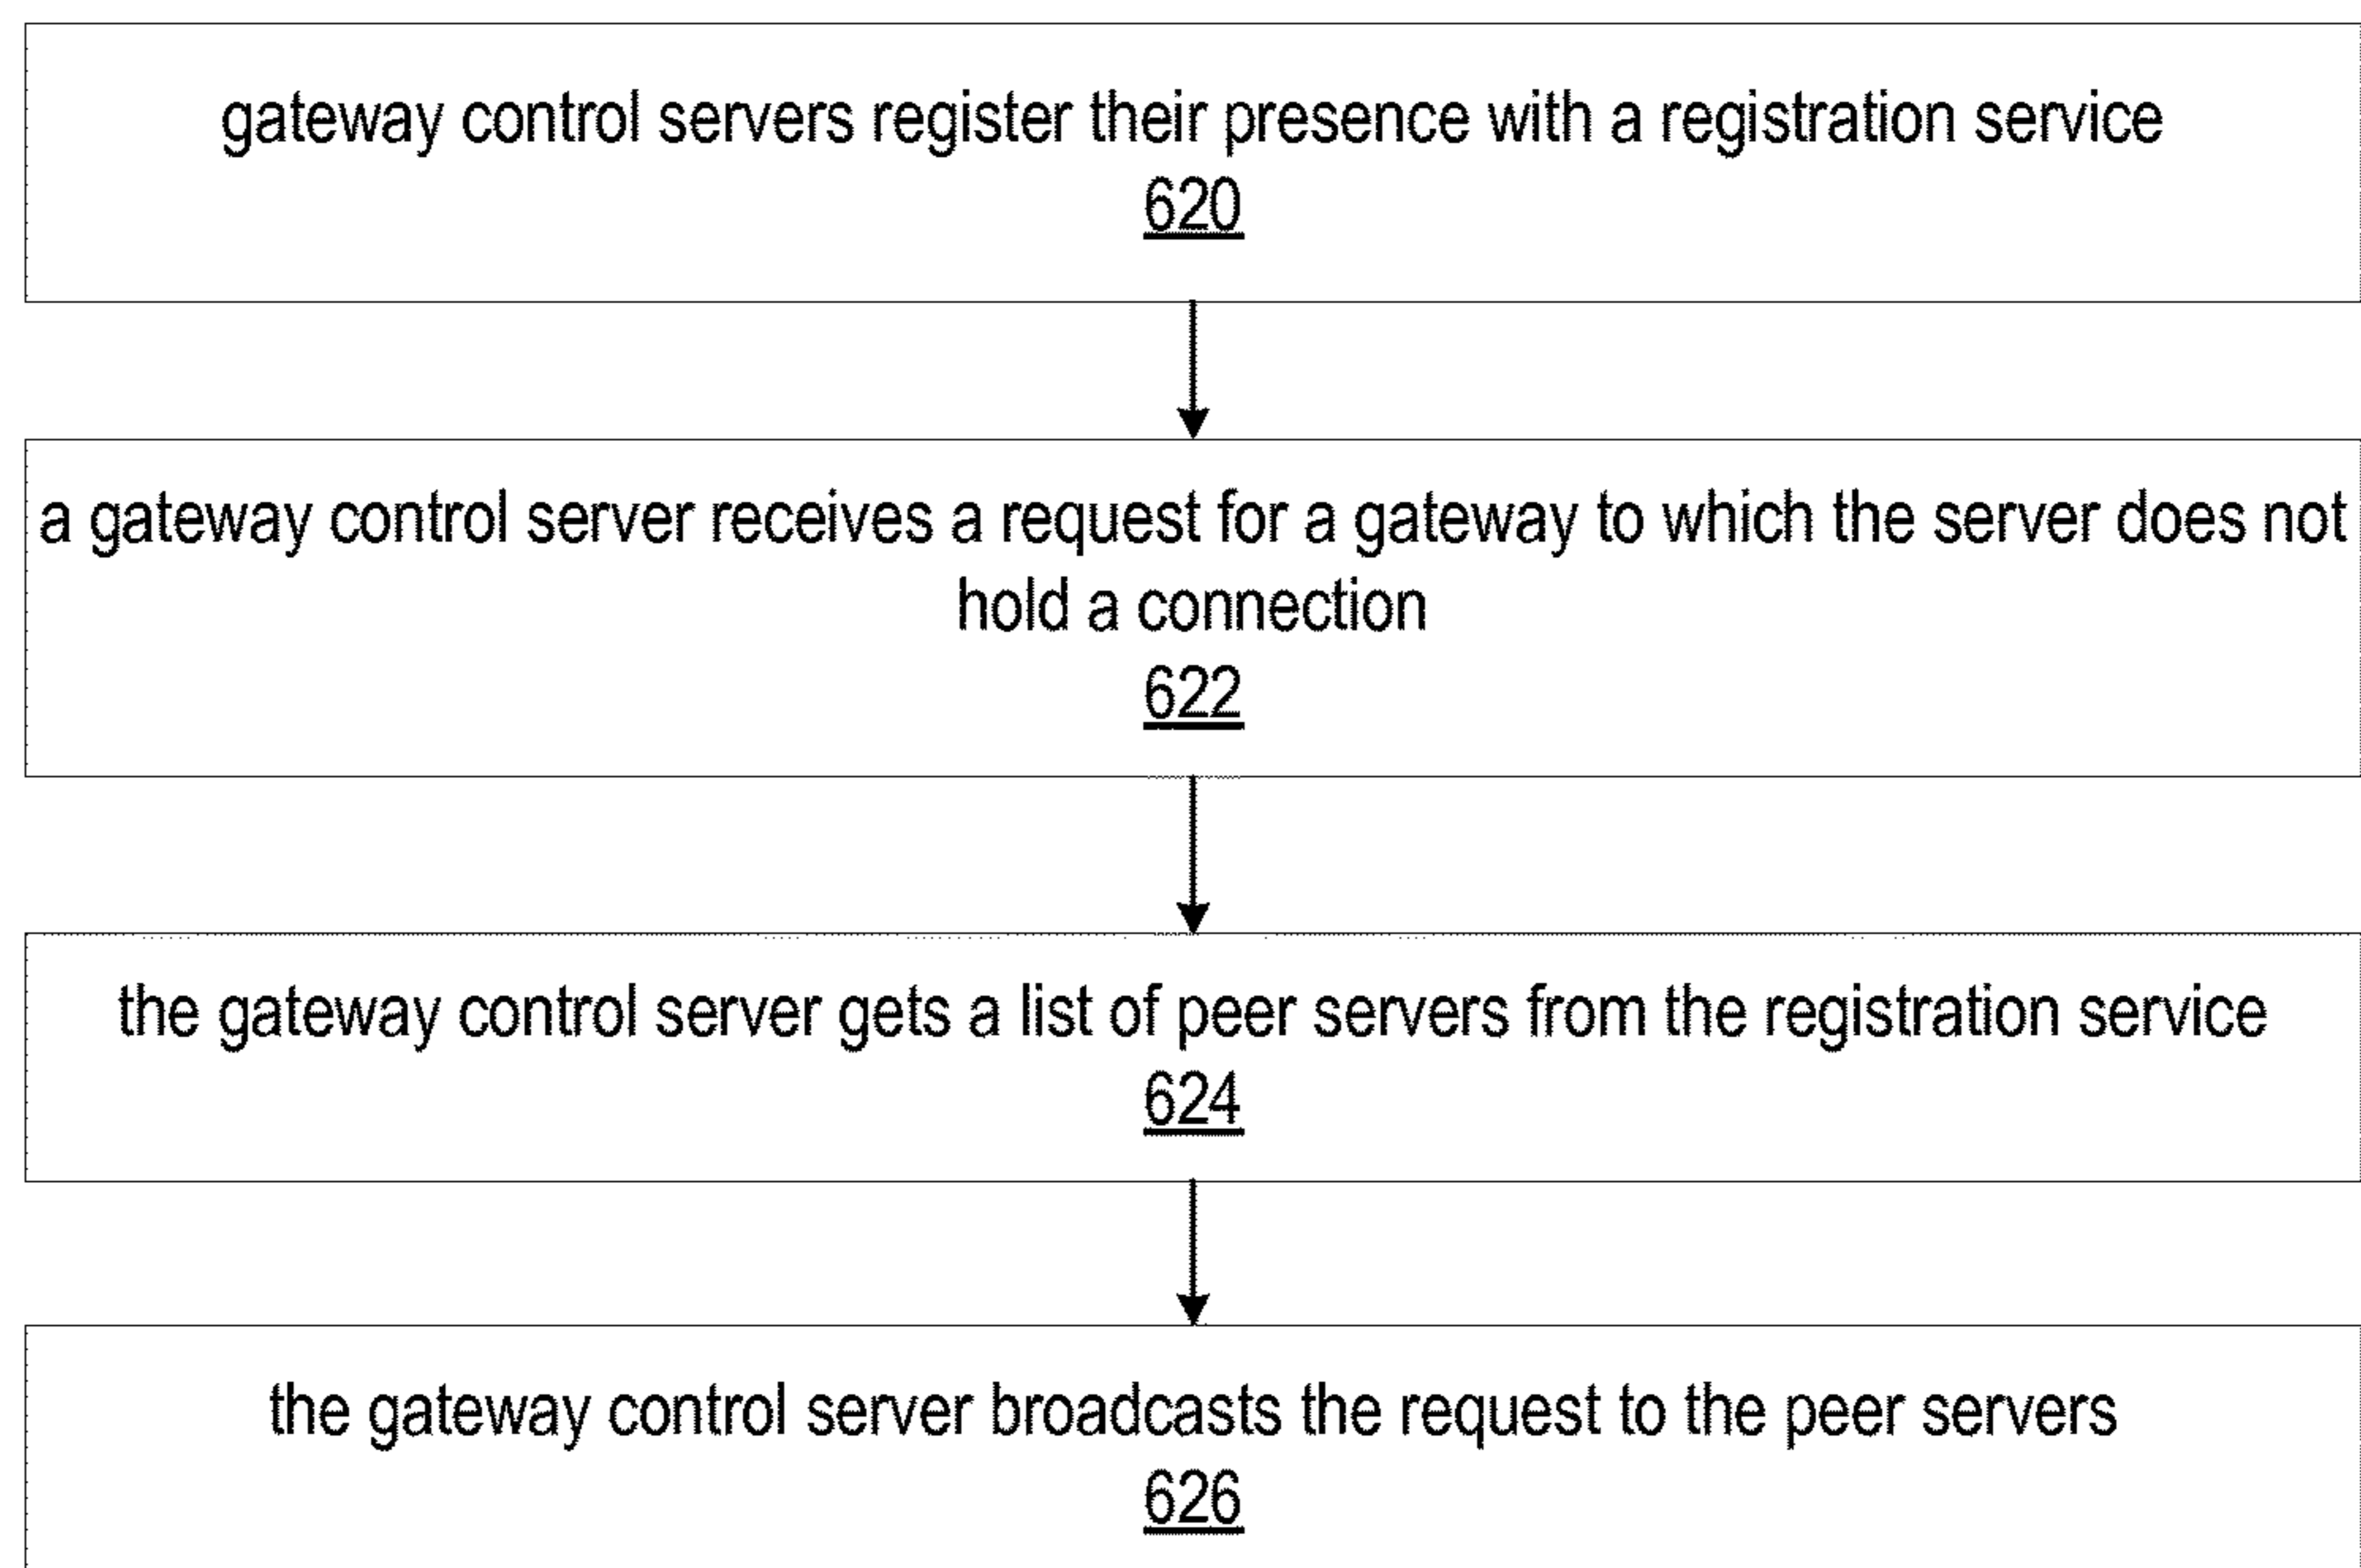 gateway control servers register their presence with a registration service
620
a gateway control server receives a request for a gateway to which the server does not
hold a connection
622
the gateway control server gets a list of peer servers from the registration service
624
the gateway control server broadcasts the request to the peer servers
626